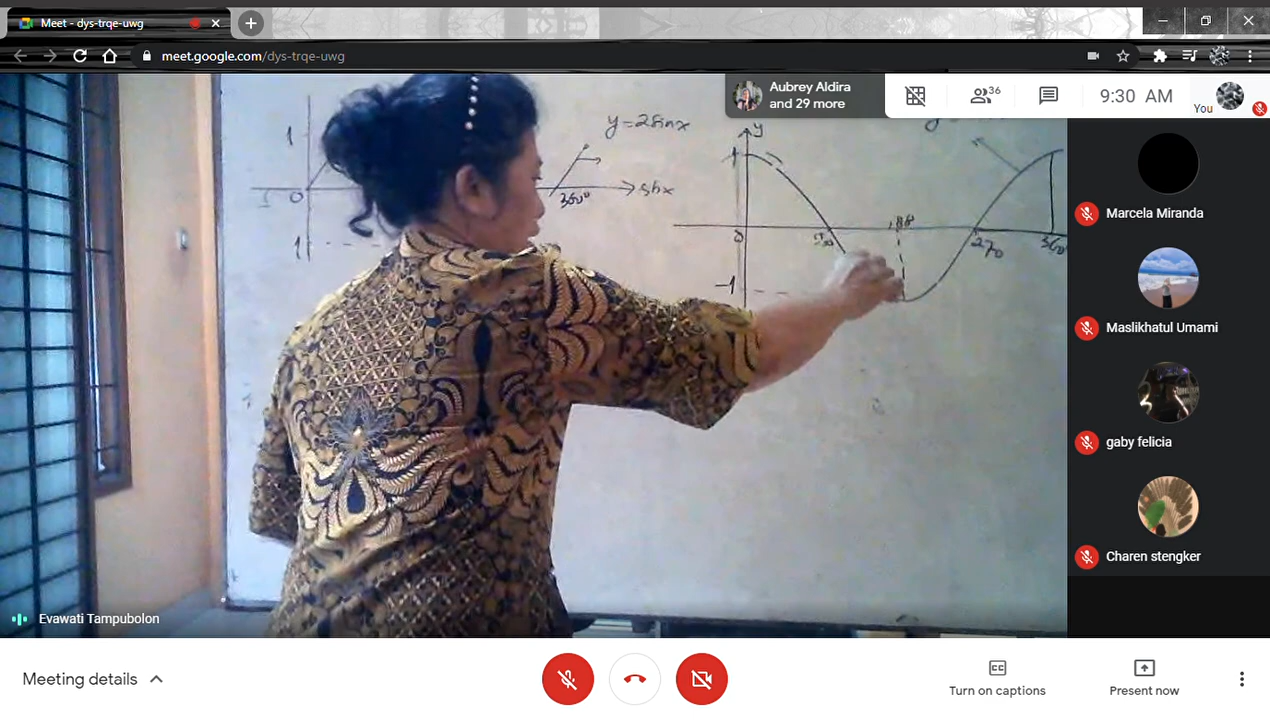 Meet - dys-trqe-uwg
meet.google.com/dys-trqe-uwg
Aubrey Aldira
and 29 more
36
9:30 AM
You
Marcela Miranda
Maslikhatul Umami
gaby felicia
Charen stengker
1
y=2sinx
0
360°
sbx
1
y
1
0
270
360
-1
Evawati Tampubolon
Meeting details
Turn on captions
Present now